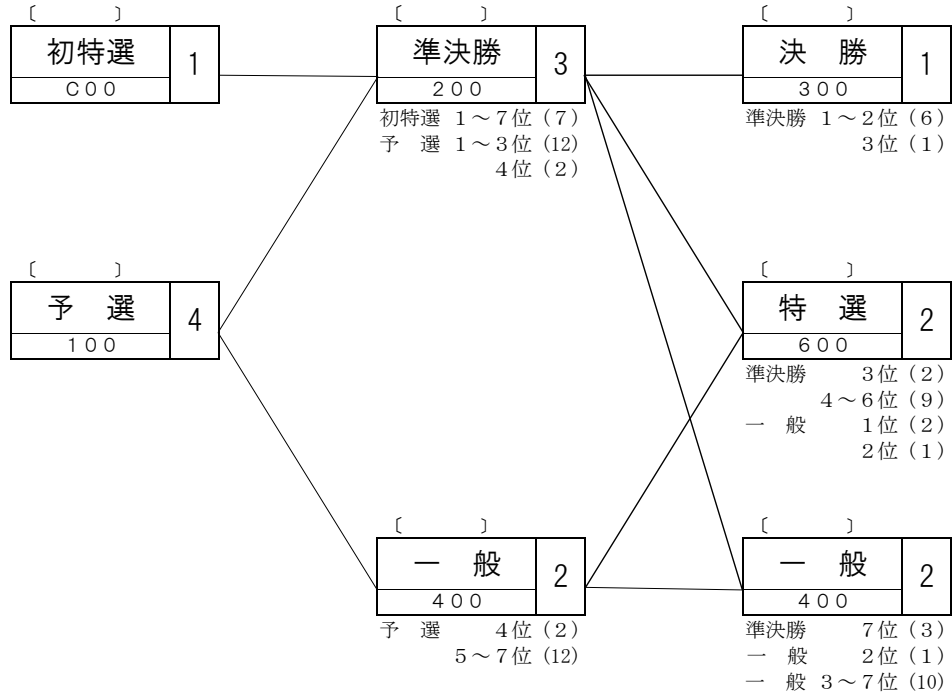 〔　　　〕
初特選 1
C00
〔　　　〕
準決勝 3
200
初特選 1～7位 (7)
予　選 1～3位 (12)
4位 (2)
〔　　　〕
決　勝 1
300
準決勝 1～2位 (6)
3位 (1)
〔　　　〕
予　選 4
100
〔　　　〕
特　選 2
600
準決勝 3位 (2)
4～6位 (9)
一　般 1位 (2)
2位 (1)
〔　　　〕
一　般 2
400
予　選 4位 (2)
5～7位 (12)
〔　　　〕
一　般 2
400
準決勝 7位 (3)
一　般 2位 (1)
一　般 3～7位 (10)